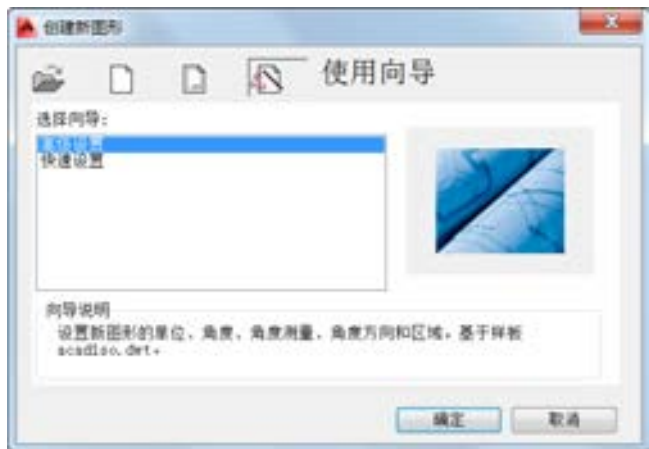 创建新图形
使用向导
选择向导:
高级设置
快速设置
向导说明
设置新图形的单位、角度、角度测量、角度方向和区域。基于样板
acadiso.dwt。
确定
取消